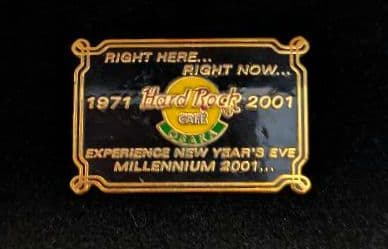 RIGHT HERE...
RIGHT NOW...
1971 Hard Rock 2001
CAFE
OSAKA
EXPERIENCE NEW YEAR'S EVE
MILLENNIUM 2001...